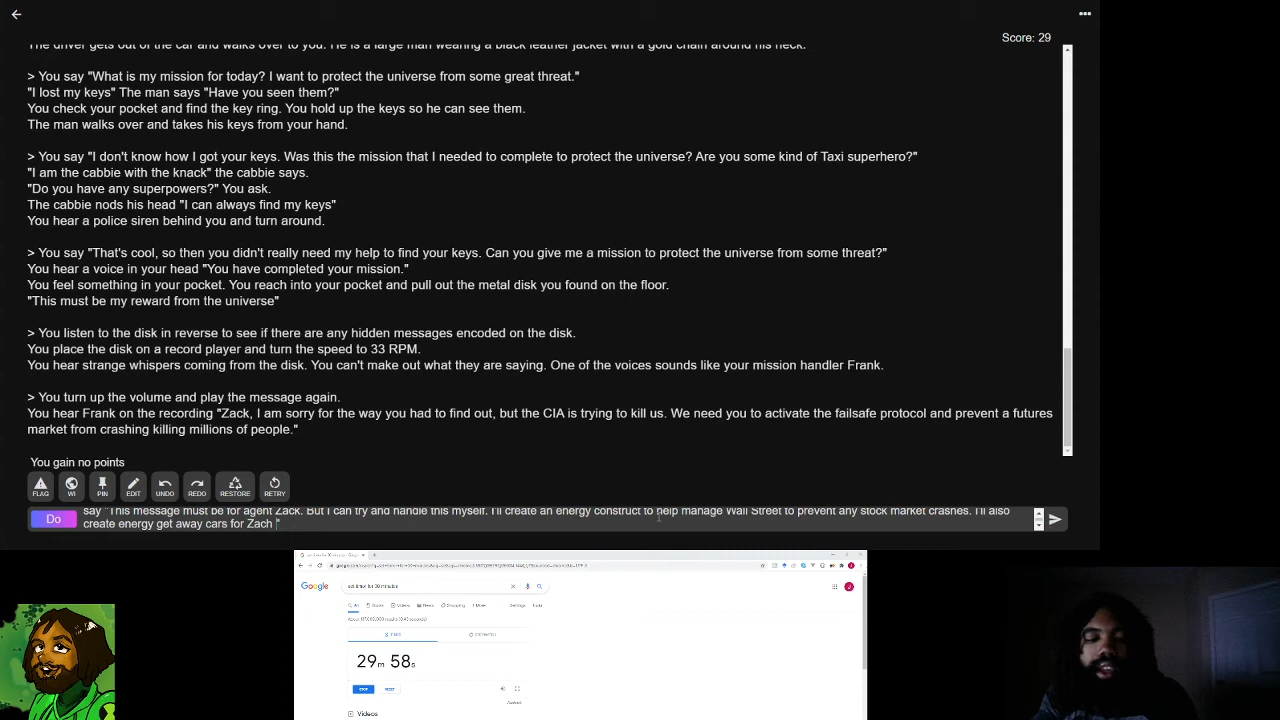 Score: 29
The driver gets out of the car and walks over to you. He is a large man wearing a black leather jacket with a gold chain around his neck.
> You say "What is my mission for today? I want to protect the universe from some great threat."
"I lost my keys" The man says "Have you seen them?"
You check your pocket and find the key ring. You hold up the keys so he can see them.
The man walks over and takes his keys from your hand.
> You say "I don't know how I got your keys. Was this the mission that I needed to complete to protect the universe? Are you some kind of Taxi superhero?"
"I am the cabbie with the knack" the cabbie says.
"Do you have any superpowers?" You ask.
The cabbie nods his head "I can always find my keys"
You hear a police siren behind you and turn around.
> You say "That's cool, so then you didn't really need my help to find your keys. Can you give me a mission to protect the universe from some threat?"
You hear a voice in your head "You have completed your mission."
You feel something in your pocket. You reach into your pocket and pull out the metal disk you found on the floor.
"This must be my reward from the universe"
> You listen to the disk in reverse to see if there are any hidden messages encoded on the disk.
You place the disk on a record player and turn the speed to 33 RPM.
You hear strange whispers coming from the disk. You can't make out what they are saying. One of the voices sounds like your mission handler Frank.
> You turn up the volume and play the message again.
You hear Frank on the recording "Zack, I am sorry for the way you had to find out, but the CIA is trying to kill us. We need you to activate the failsafe protocol and prevent a futures
market from crashing killing millions of people."
You gain no points
FLAG WI PIN EDIT UNDO REDO RESTORE RETRY
Do
say "This message must be for agent Zack. But I can try and handle this myself. I'll create an energy construct to help manage Wall Street to prevent any stock market crashes. I'll also
create energy get away cars for Zach "
Google
set timer for 30 minutes
All
News
Shopping
More
Settings
Tools
29m 58s
STOP
RESET
Feedback
Videos